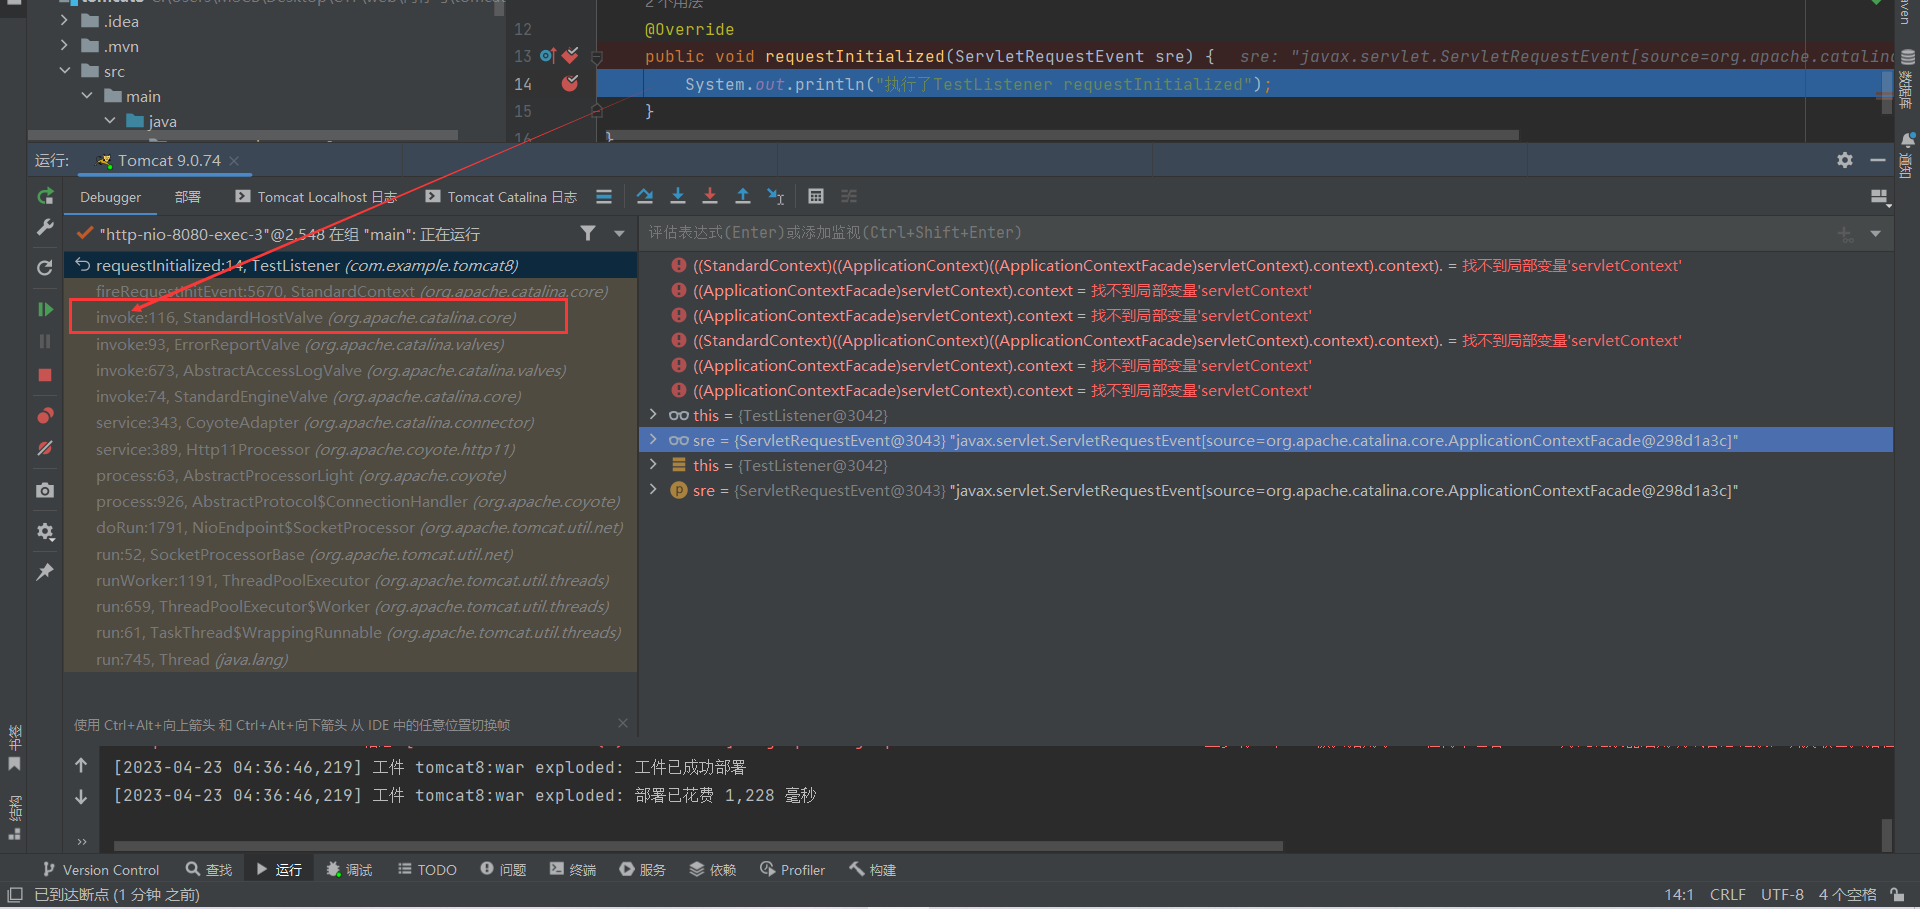 .idea
.mvn
src
main
java
2 个用法
12
@Override
13
public void requestInitialized(ServletRequestEvent sre) {   sre: "javax.servlet.ServletRequestEvent[source=org.apache.catalina
14
System.out.println("执行了TestListener requestInitialized");
15
}
16
}
运行:
Tomcat 9.0.74
Debugger
部署
Tomcat Localhost 日志
Tomcat Catalina 日志
"http-nio-8080-exec-3"@2,548 在组 "main": 正在运行
requestInitialized:14, TestListener (com.example.tomcat8)
fireRequestInitEvent:5670, StandardContext (org.apache.catalina.core)
invoke:116, StandardHostValve (org.apache.catalina.core)
invoke:93, ErrorReportValve (org.apache.catalina.valves)
invoke:673, AbstractAccessLogValve (org.apache.catalina.valves)
invoke:74, StandardEngineValve (org.apache.catalina.core)
service:343, CoyoteAdapter (org.apache.catalina.connector)
service:389, Http11Processor (org.apache.coyote.http11)
process:63, AbstractProcessorLight (org.apache.coyote)
process:926, AbstractProtocol$ConnectionHandler (org.apache.coyote)
doRun:1791, NioEndpoint$SocketProcessor (org.apache.tomcat.util.net)
run:52, SocketProcessorBase (org.apache.tomcat.util.net)
runWorker:1191, ThreadPoolExecutor (org.apache.tomcat.util.threads)
run:659, ThreadPoolExecutor$Worker (org.apache.tomcat.util.threads)
run:61, TaskThread$WrappingRunnable (org.apache.tomcat.util.threads)
run:745, Thread (java.lang)
使用 Ctrl+Alt+向上箭头 和 Ctrl+Alt+向下箭头 从 IDE 中的任意位置切换帧
评估表达式(Enter)或添加监视(Ctrl+Shift+Enter)
((StandardContext)((ApplicationContext)((ApplicationContextFacade)servletContext).context).context). = 找不到局部变量'servletContext'
((ApplicationContextFacade)servletContext).context = 找不到局部变量'servletContext'
((ApplicationContextFacade)servletContext).context = 找不到局部变量'servletContext'
((StandardContext)((ApplicationContext)((ApplicationContextFacade)servletContext).context).context). = 找不到局部变量'servletContext'
((ApplicationContextFacade)servletContext).context = 找不到局部变量'servletContext'
((ApplicationContextFacade)servletContext).context = 找不到局部变量'servletContext'
this = {TestListener@3042}
sre = {ServletRequestEvent@3043} "javax.servlet.ServletRequestEvent[source=org.apache.catalina.core.ApplicationContextFacade@298d1a3c]"
this = {TestListener@3042}
p sre = {ServletRequestEvent@3043} "javax.servlet.ServletRequestEvent[source=org.apache.catalina.core.ApplicationContextFacade@298d1a3c]"
[2023-04-23 04:36:46,219] 工件 tomcat8:war exploded: 工件已成功部署
[2023-04-23 04:36:46,219] 工件 tomcat8:war exploded: 部署已花费 1,228 毫秒
数据库
通知
书签
结构
Version Control
查找
运行
调试
TODO
问题
终端
服务
依赖
Profiler
构建
已到达断点 (1 分钟 之前)
14:1
CRLF
UTF-8
4 个空格